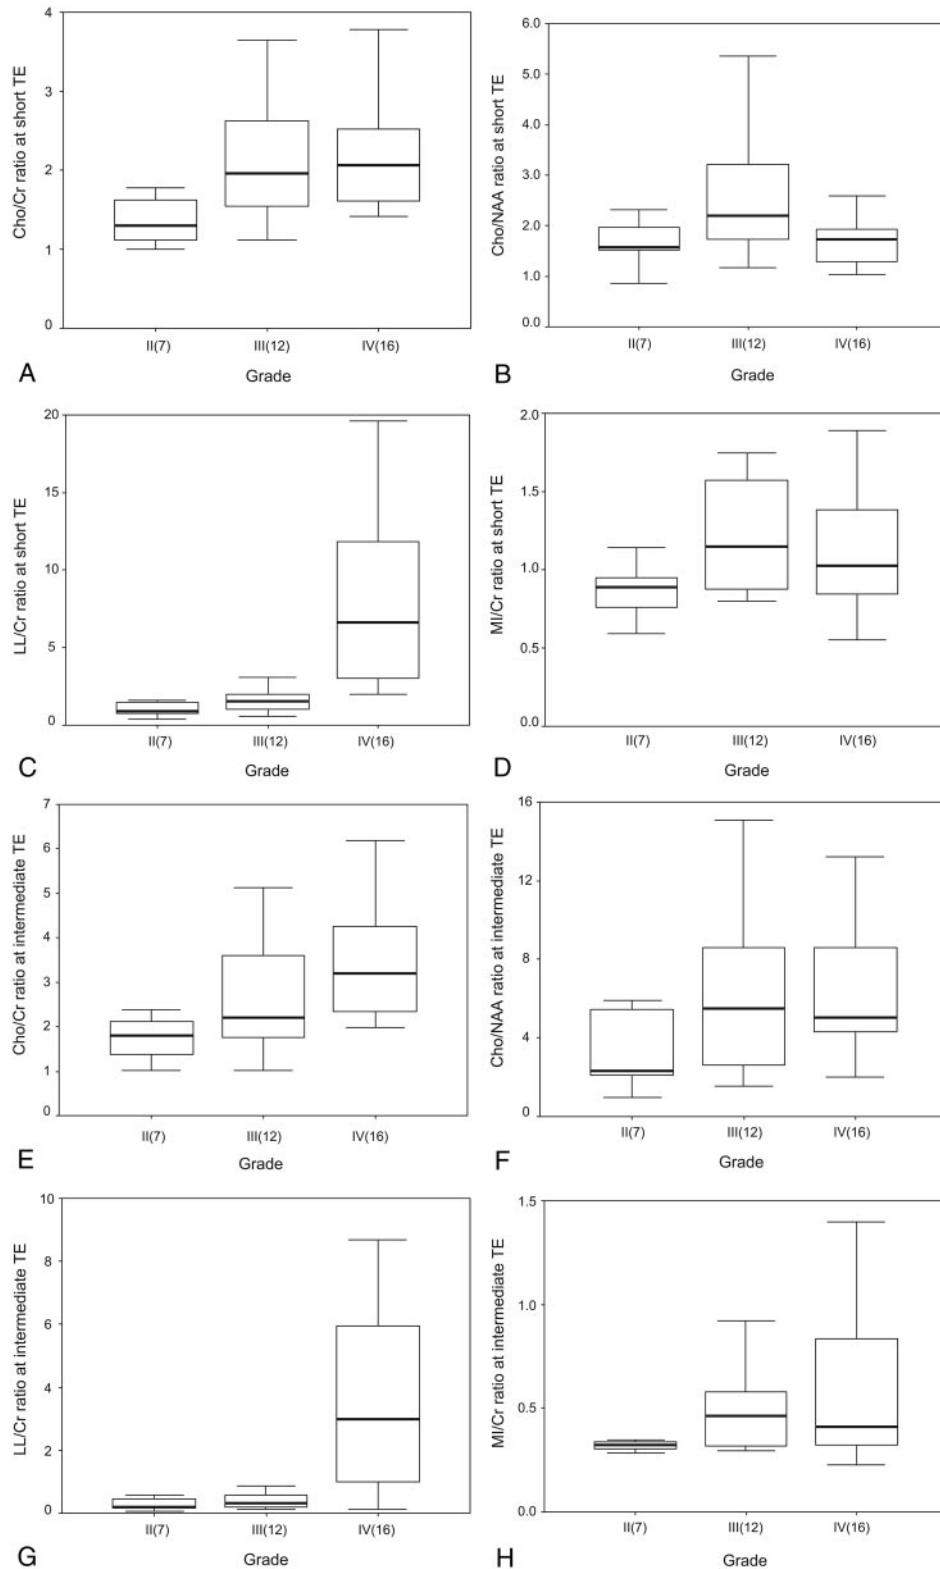 Cho/Cr ratio at short TE
4
3
2
1
0
II(7) III(12) IV(16)
Grade
A
Cho/NAA ratio at short TE
6.0
5.0
4.0
3.0
2.0
1.0
0.0
II(7) III(12) IV(16)
Grade
B
LL/Cr ratio at short TE
20
15
10
5
0
II(7) III(12) IV(16)
Grade
C
MI/Cr ratio at short TE
2.0
1.5
1.0
0.5
0.0
II(7) III(12) IV(16)
Grade
D
Cho/Cr ratio at intermediate TE
7
6
5
4
3
2
1
0
II(7) III(12) IV(16)
Grade
E
Cho/NAA ratio at intermediate TE
16
12
8
4
0
II(7) III(12) IV(16)
Grade
F
LL/Cr ratio at intermediate TE
10
8
6
4
2
0
II(7) III(12) IV(16)
Grade
G
MI/Cr ratio at intermediate TE
1.5
1.0
0.5
0.0
II(7) III(12) IV(16)
Grade
H